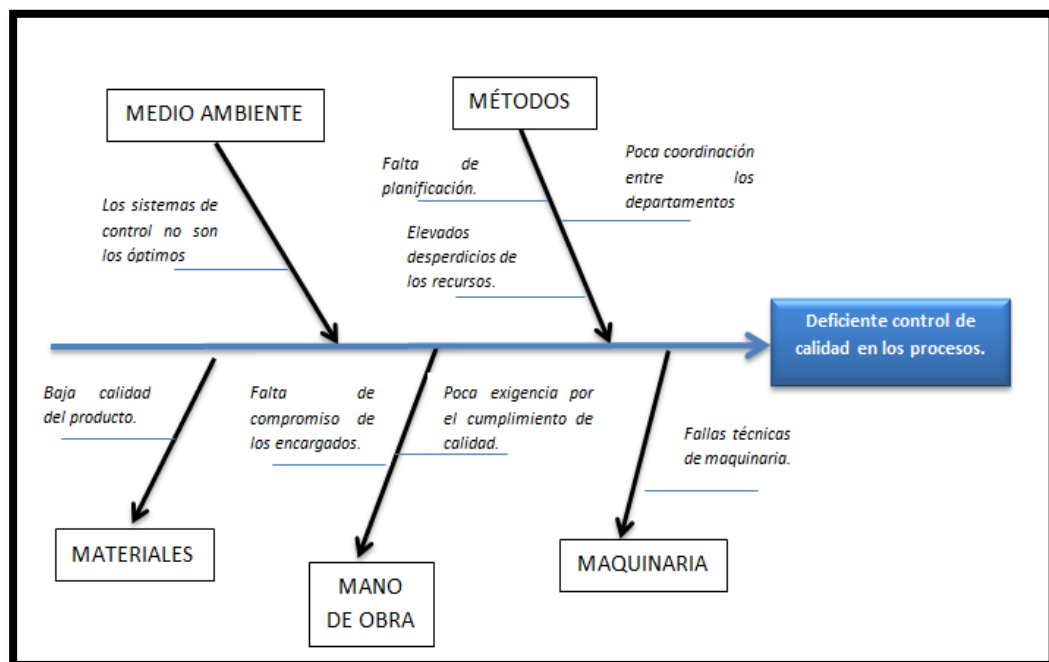 MEDIO AMBIENTE
MÉTODOS
Falta de
planificación.
Poca coordinación
entre los
departamentos
Los sistemas de
control no son
los óptimos
Elevados
desperdicios de
los recursos.
Deficiente control de
calidad en los procesos.
Baja calidad
del producto.
Falta de
compromiso de
los encargados.
Poca exigencia por
el cumplimiento de
calidad.
Fallas técnicas
de maquinaria.
MATERIALES
MANO
DE OBRA
MAQUINARIA